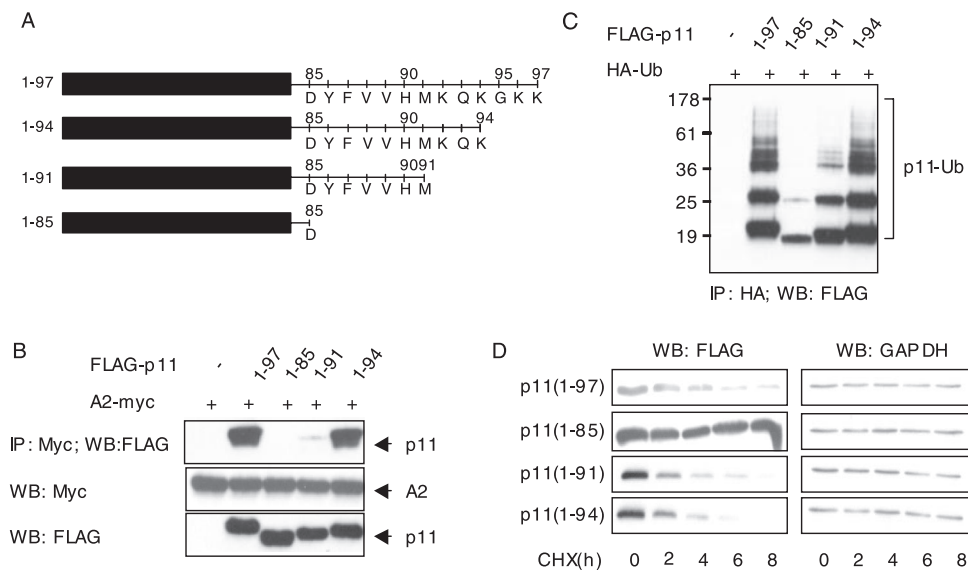 A
1-97
85 90 95 97
D Y F V V H M K Q K G K K
1-94
85 90 94
D Y F V V H M K Q K
1-91
85 9091
D Y F V V H M
1-85
85
D
B
FLAG-p11 - 1-97 1-85 1-91 1-94
A2-myc + + + + +
IP: Myc; WB:FLAG p11
WB: Myc A2
WB: FLAG p11
C
FLAG-p11 - 1-97 1-85 1-91 1-94
HA-Ub + + + + +
178
61
36
25
19
p11-Ub
IP: HA; WB: FLAG
D
WB: FLAG WB: GAPDH
p11(1-97)
p11(1-85)
p11(1-91)
p11(1-94)
CHX(h) 0 2 4 6 8 0 2 4 6 8